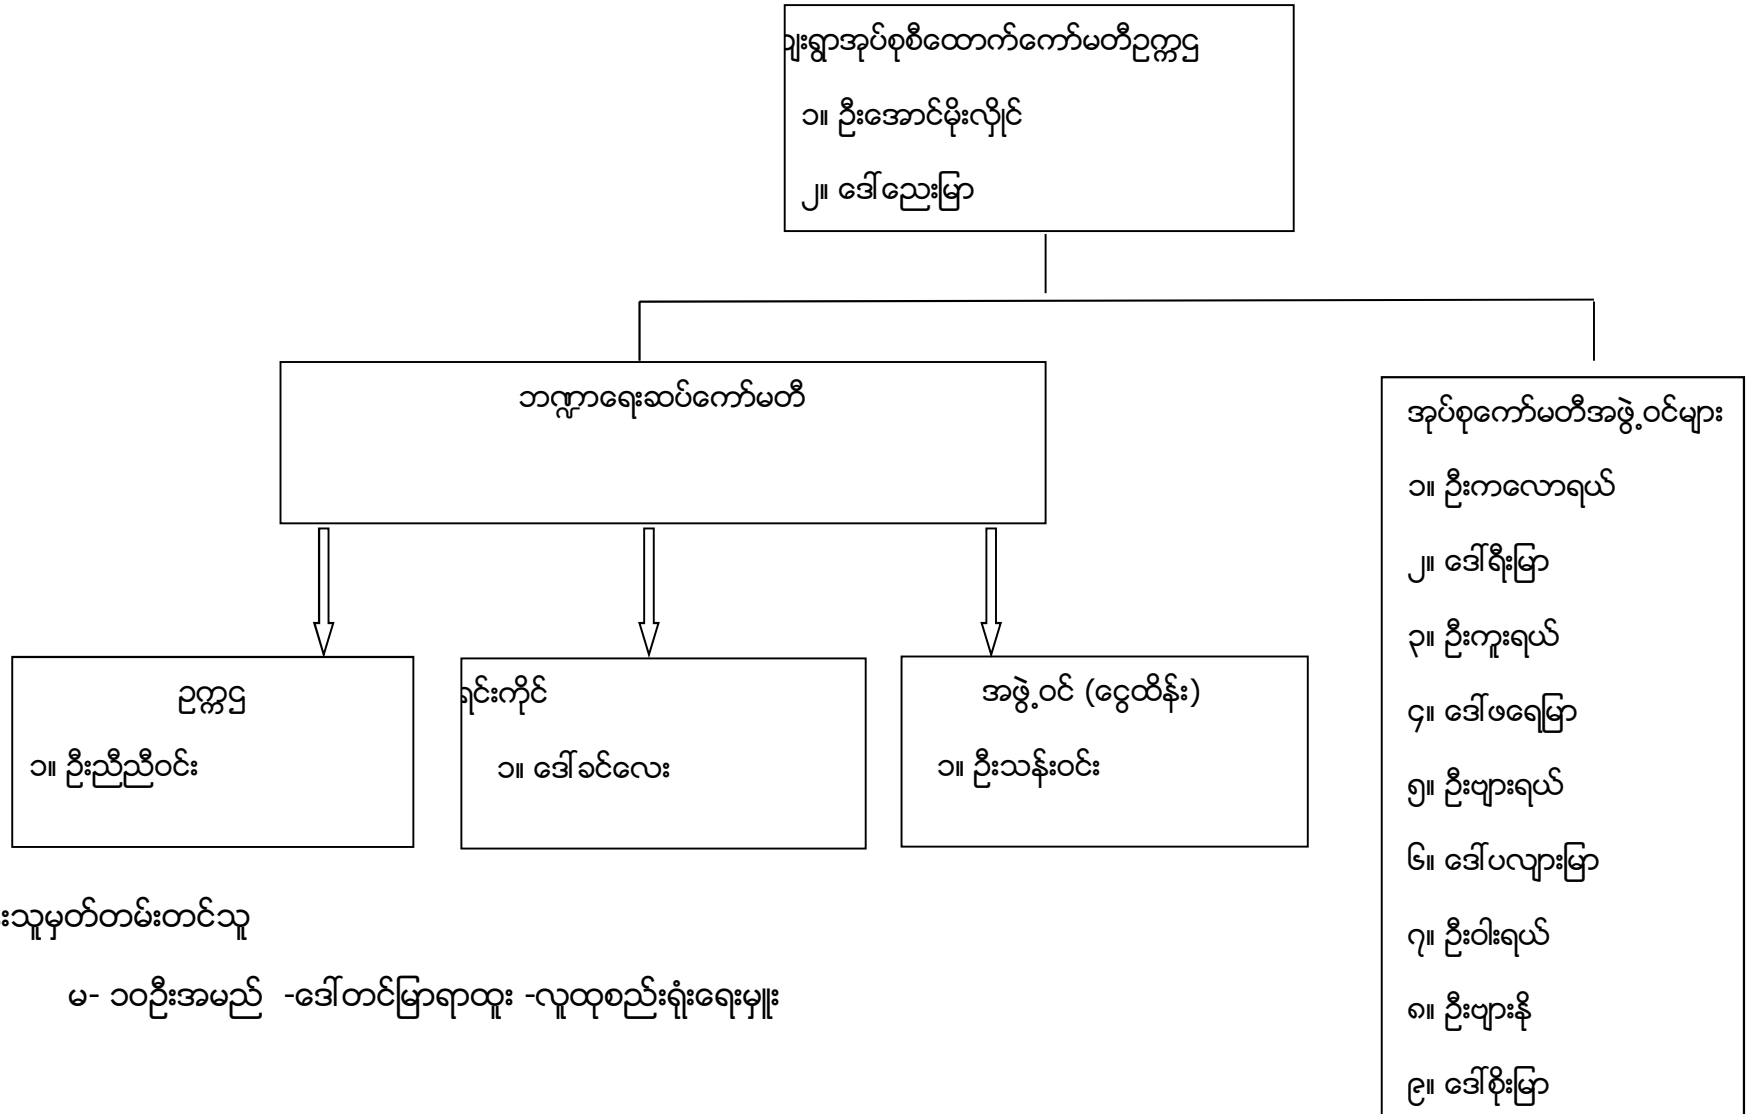 ျးရွာအုပ်စုစီထောက်ကော်မတီဥက္ကဌ
၁။ ဦးအောင်မိုးလှိုင်
၂။ ဒေါ်ညေးမြာ
ဘဏ္ဍာရေးဆပ်ကော်မတီ
ဥက္ကဌ
၁။ ဦးညီညီဝင်း
ရင်းကိုင်
၁။ ဒေါ်ခင်လေး
အဖွဲ့ဝင် (ငွေထိန်း)
၁။ ဦးသန်းဝင်း
အုပ်စုကော်မတီအဖွဲ့ဝင်များ
၁။ ဦးကလောရယ်
၂။ ဒေါ်ရီးမြာ
၃။ ဦးကူးရယ်
၄။ ဒေါ်ဖရေမြာ
၅။ ဦးဗျားရယ်
၆။ ဒေါ်ပလျားမြာ
၇။ ဦးဝါးရယ်
၈။ ဦးဗျားနို
၉။ ဒေါ်စိုးမြာ
းသူမှတ်တမ်းတင်သူ
မ- ၁၀ဦးအမည် -ဒေါ်တင်မြာရာထူး -လူထုစည်းရုံးရေးမှူး